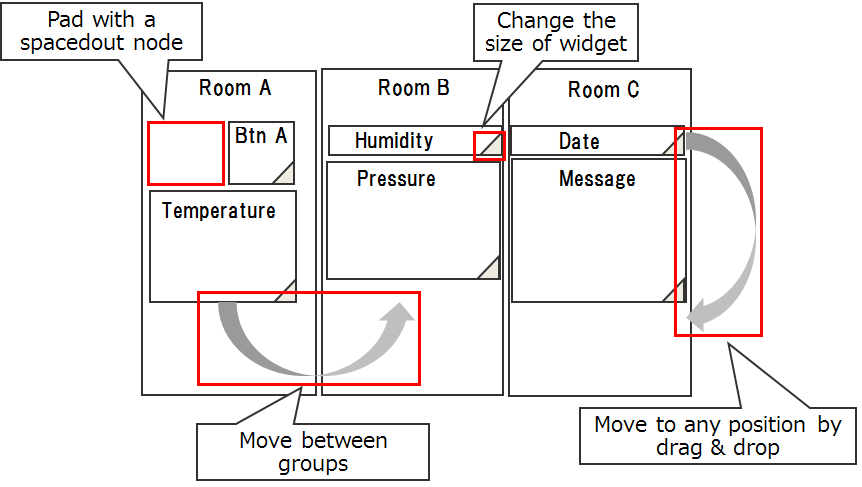 Pad with a
spacedout node
Change the
size of widget
Room A
Room B
Room C
Btn A
Humidity
Date
Temperature
Pressure
Message
Move between
groups
Move to any position by
drag & drop